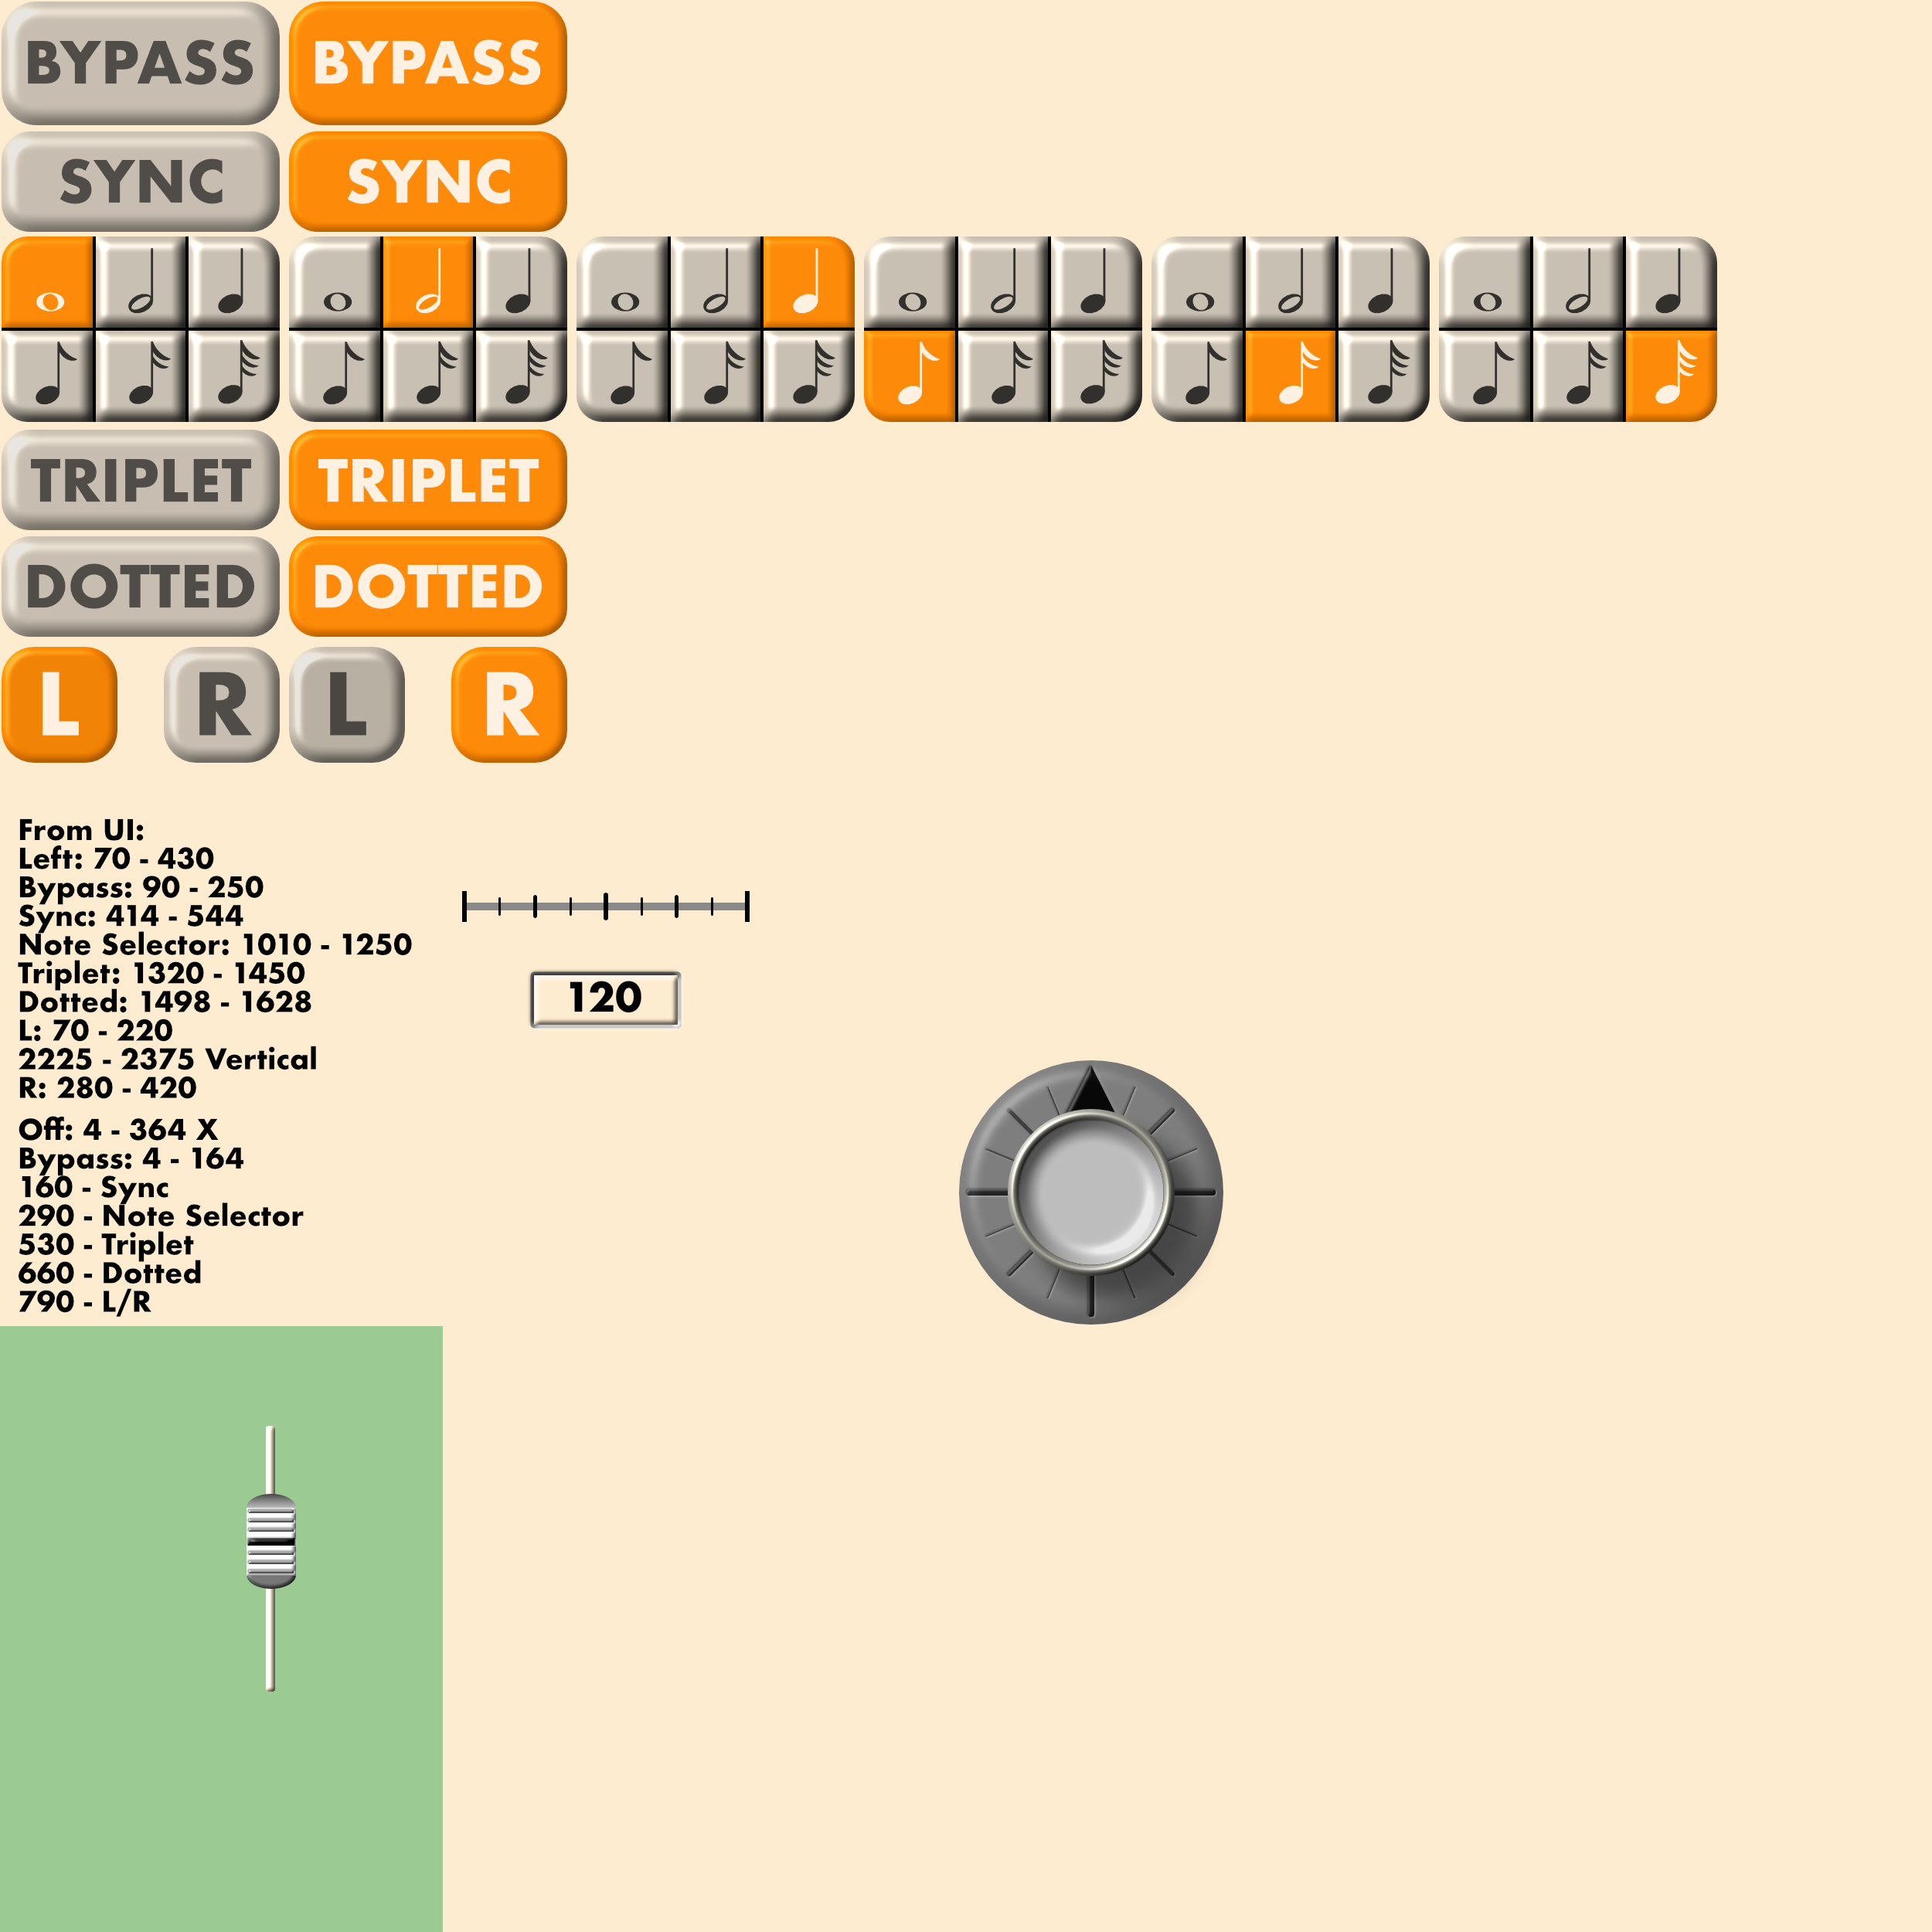 BYPASS BYPASS
SYNC SYNC
TRIPLET TRIPLET
DOTTED DOTTED
L R L R
From UI:
Left: 70 - 430
Bypass: 90 - 250
Sync: 414 - 544
Note Selector: 1010 - 1250
Triplet: 1320 - 1450
Dotted: 1498 - 1628
L: 70 - 220
2225 - 2375 Vertical
R: 280 - 420
Off: 4 - 364 X
Bypass: 4 - 164
160 - Sync
290 - Note Selector
530 - Triplet
660 - Dotted
790 - L/R
120